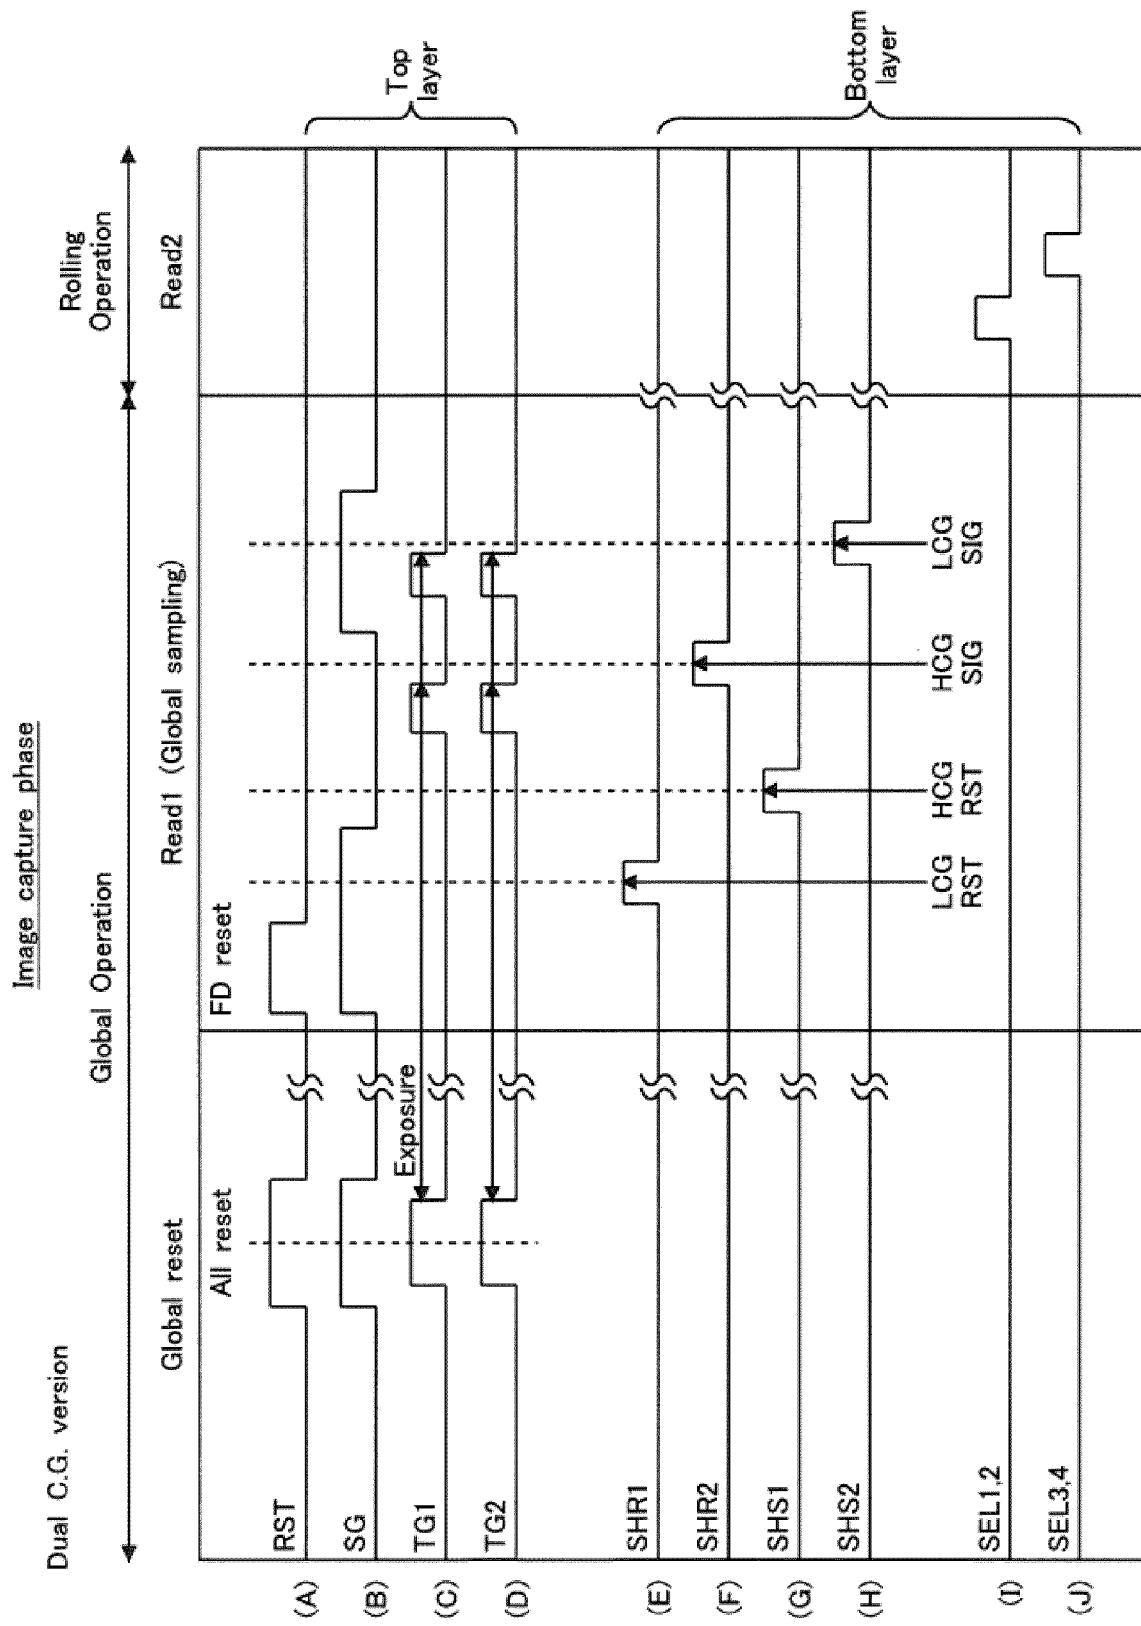 Image capture phase
Dual C.G. version
Global Operation
Rolling
Operation
Global reset
Read1 (Global sampling)
Read2
All reset
FD reset
(A)
RST
(B)
SG
Exposure
(C)
TG1
(D)
TG2
Top
layer
(E)
SHR1
(F)
SHR2
(G)
SHS1
(H)
SHS2
LCG
RST
HCG
RST
HCG
SIG
LCG
SIG
(I)
SEL1,2
(J)
SEL3,4
Bottom
layer